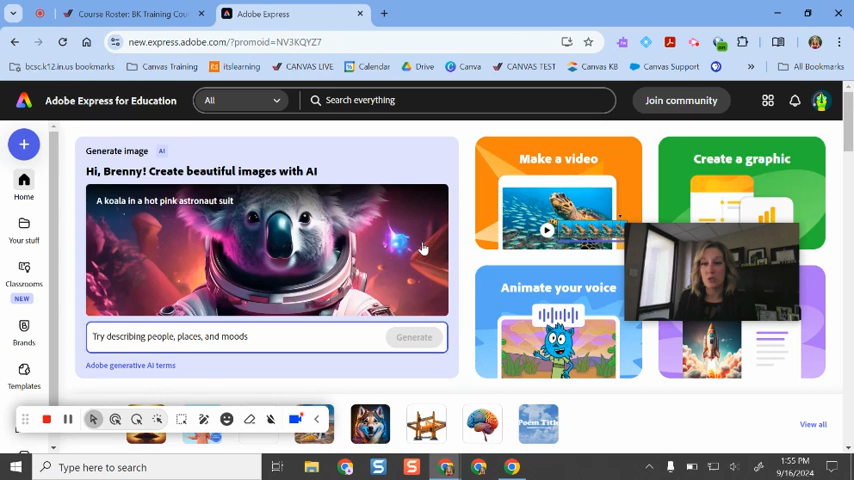 Course Roster: BK Training Cou
Adobe Express
new.express.adobe.com/?promoid=NV3KQYZ7
bcsc.k12.in.us bookmarks
Canvas Training
itslearning
CANVAS LIVE
Calendar
Drive
Canva
CANVAS TEST
Canvas KB
Canvas Support
All Bookmarks
Adobe Express for Education
All
Search everything
Join community
Home
Your stuff
Classrooms
NEW
Brands
Templates
Generate image AI
Hi, Brenny! Create beautiful images with AI
A koala in a hot pink astronaut suit
Try describing people, places, and moods
Generate
Adobe generative AI terms
Make a video
Create a graphic
Animate your voice
Poem Title
View all
Type here to search
1:55 PM
9/16/2024